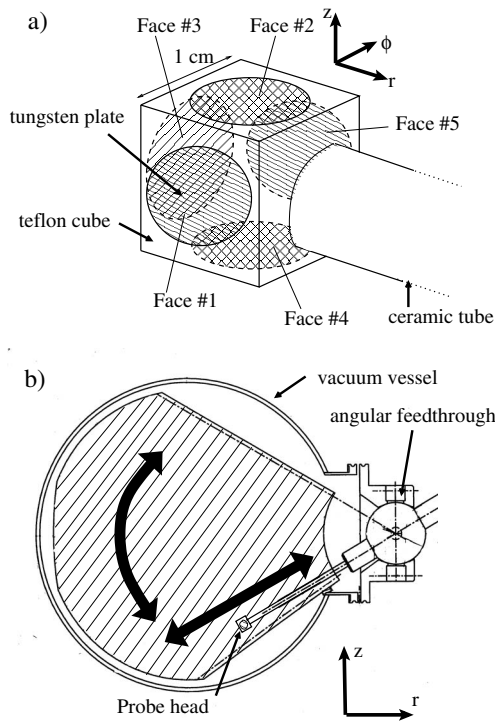 a)
Face #3
Face #2
z
ϕ
r
1 cm
tungsten plate
Face #5
teflon cube
Face #1
Face #4
ceramic tube
b)
vacuum vessel
angular feedthrough
z
Probe head
r